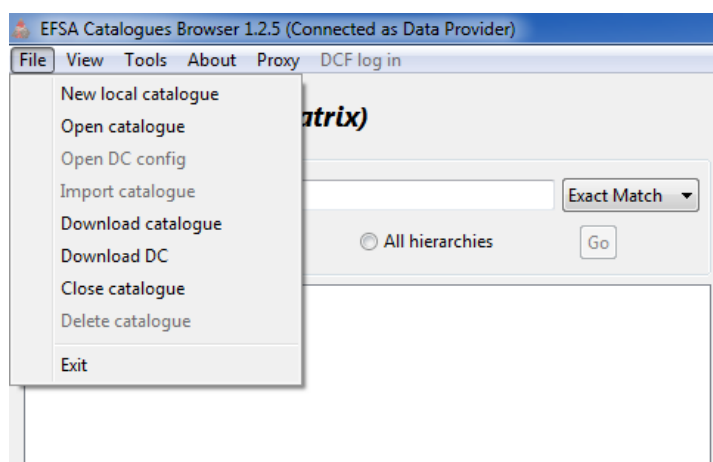 EFSA Catalogues Browser 1.2.5 (Connected as Data Provider)
File View Tools About Proxy DCF log in
New local catalogue
Open catalogue
Open DC config
Import catalogue
Download catalogue
Download DC
Close catalogue
Delete catalogue
Exit
atrix)
Exact Match
All hierarchies
Go